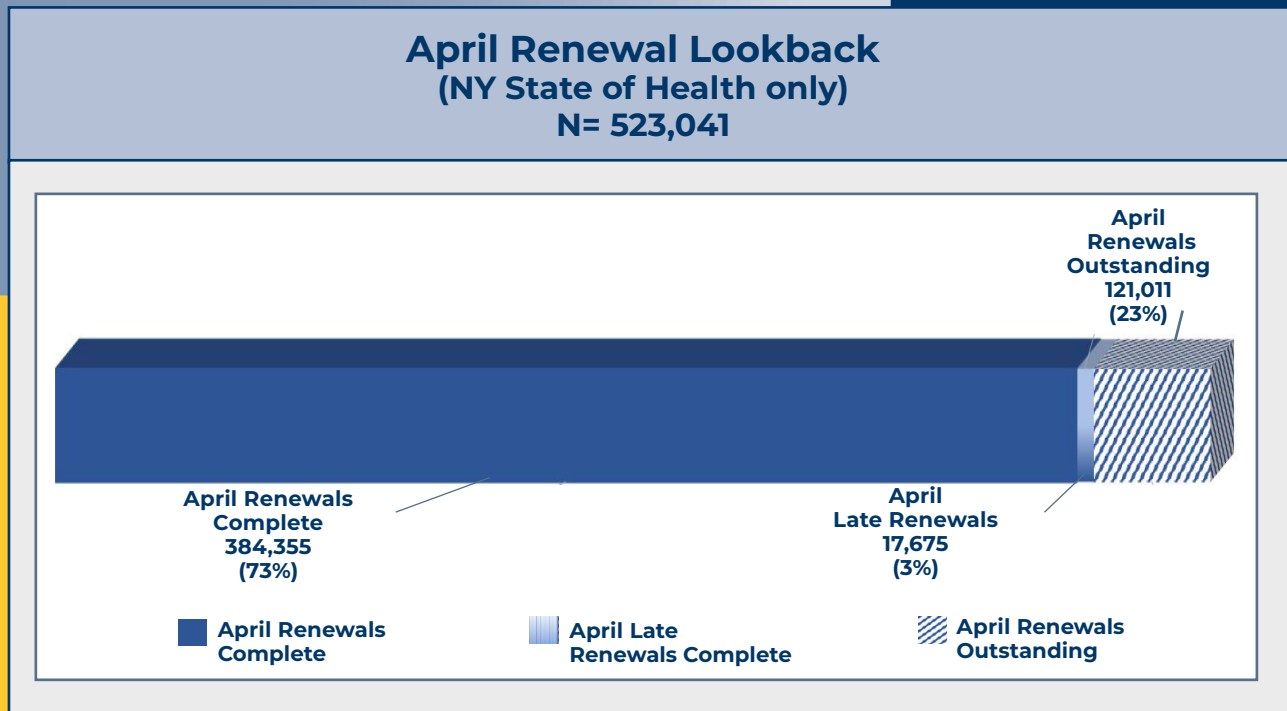 April Renewal Lookback
(NY State of Health only)
N= 523,041
April
Renewals
Outstanding
121,011
(23%)
April Renewals
Complete
384,355
(73%)
April
Late Renewals
17,675
(3%)
April Renewals
Complete
April Late
Renewals Complete
April Renewals
Outstanding